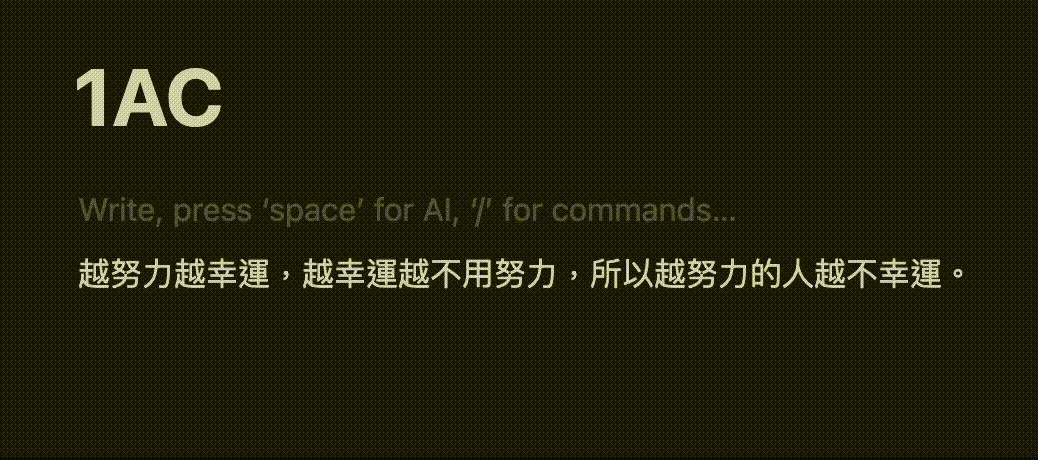 1AC
Write, press ‘space’ for AI, ‘/’ for commands…
越努力越幸運，越幸運越不用努力，所以越努力的人越不幸運。